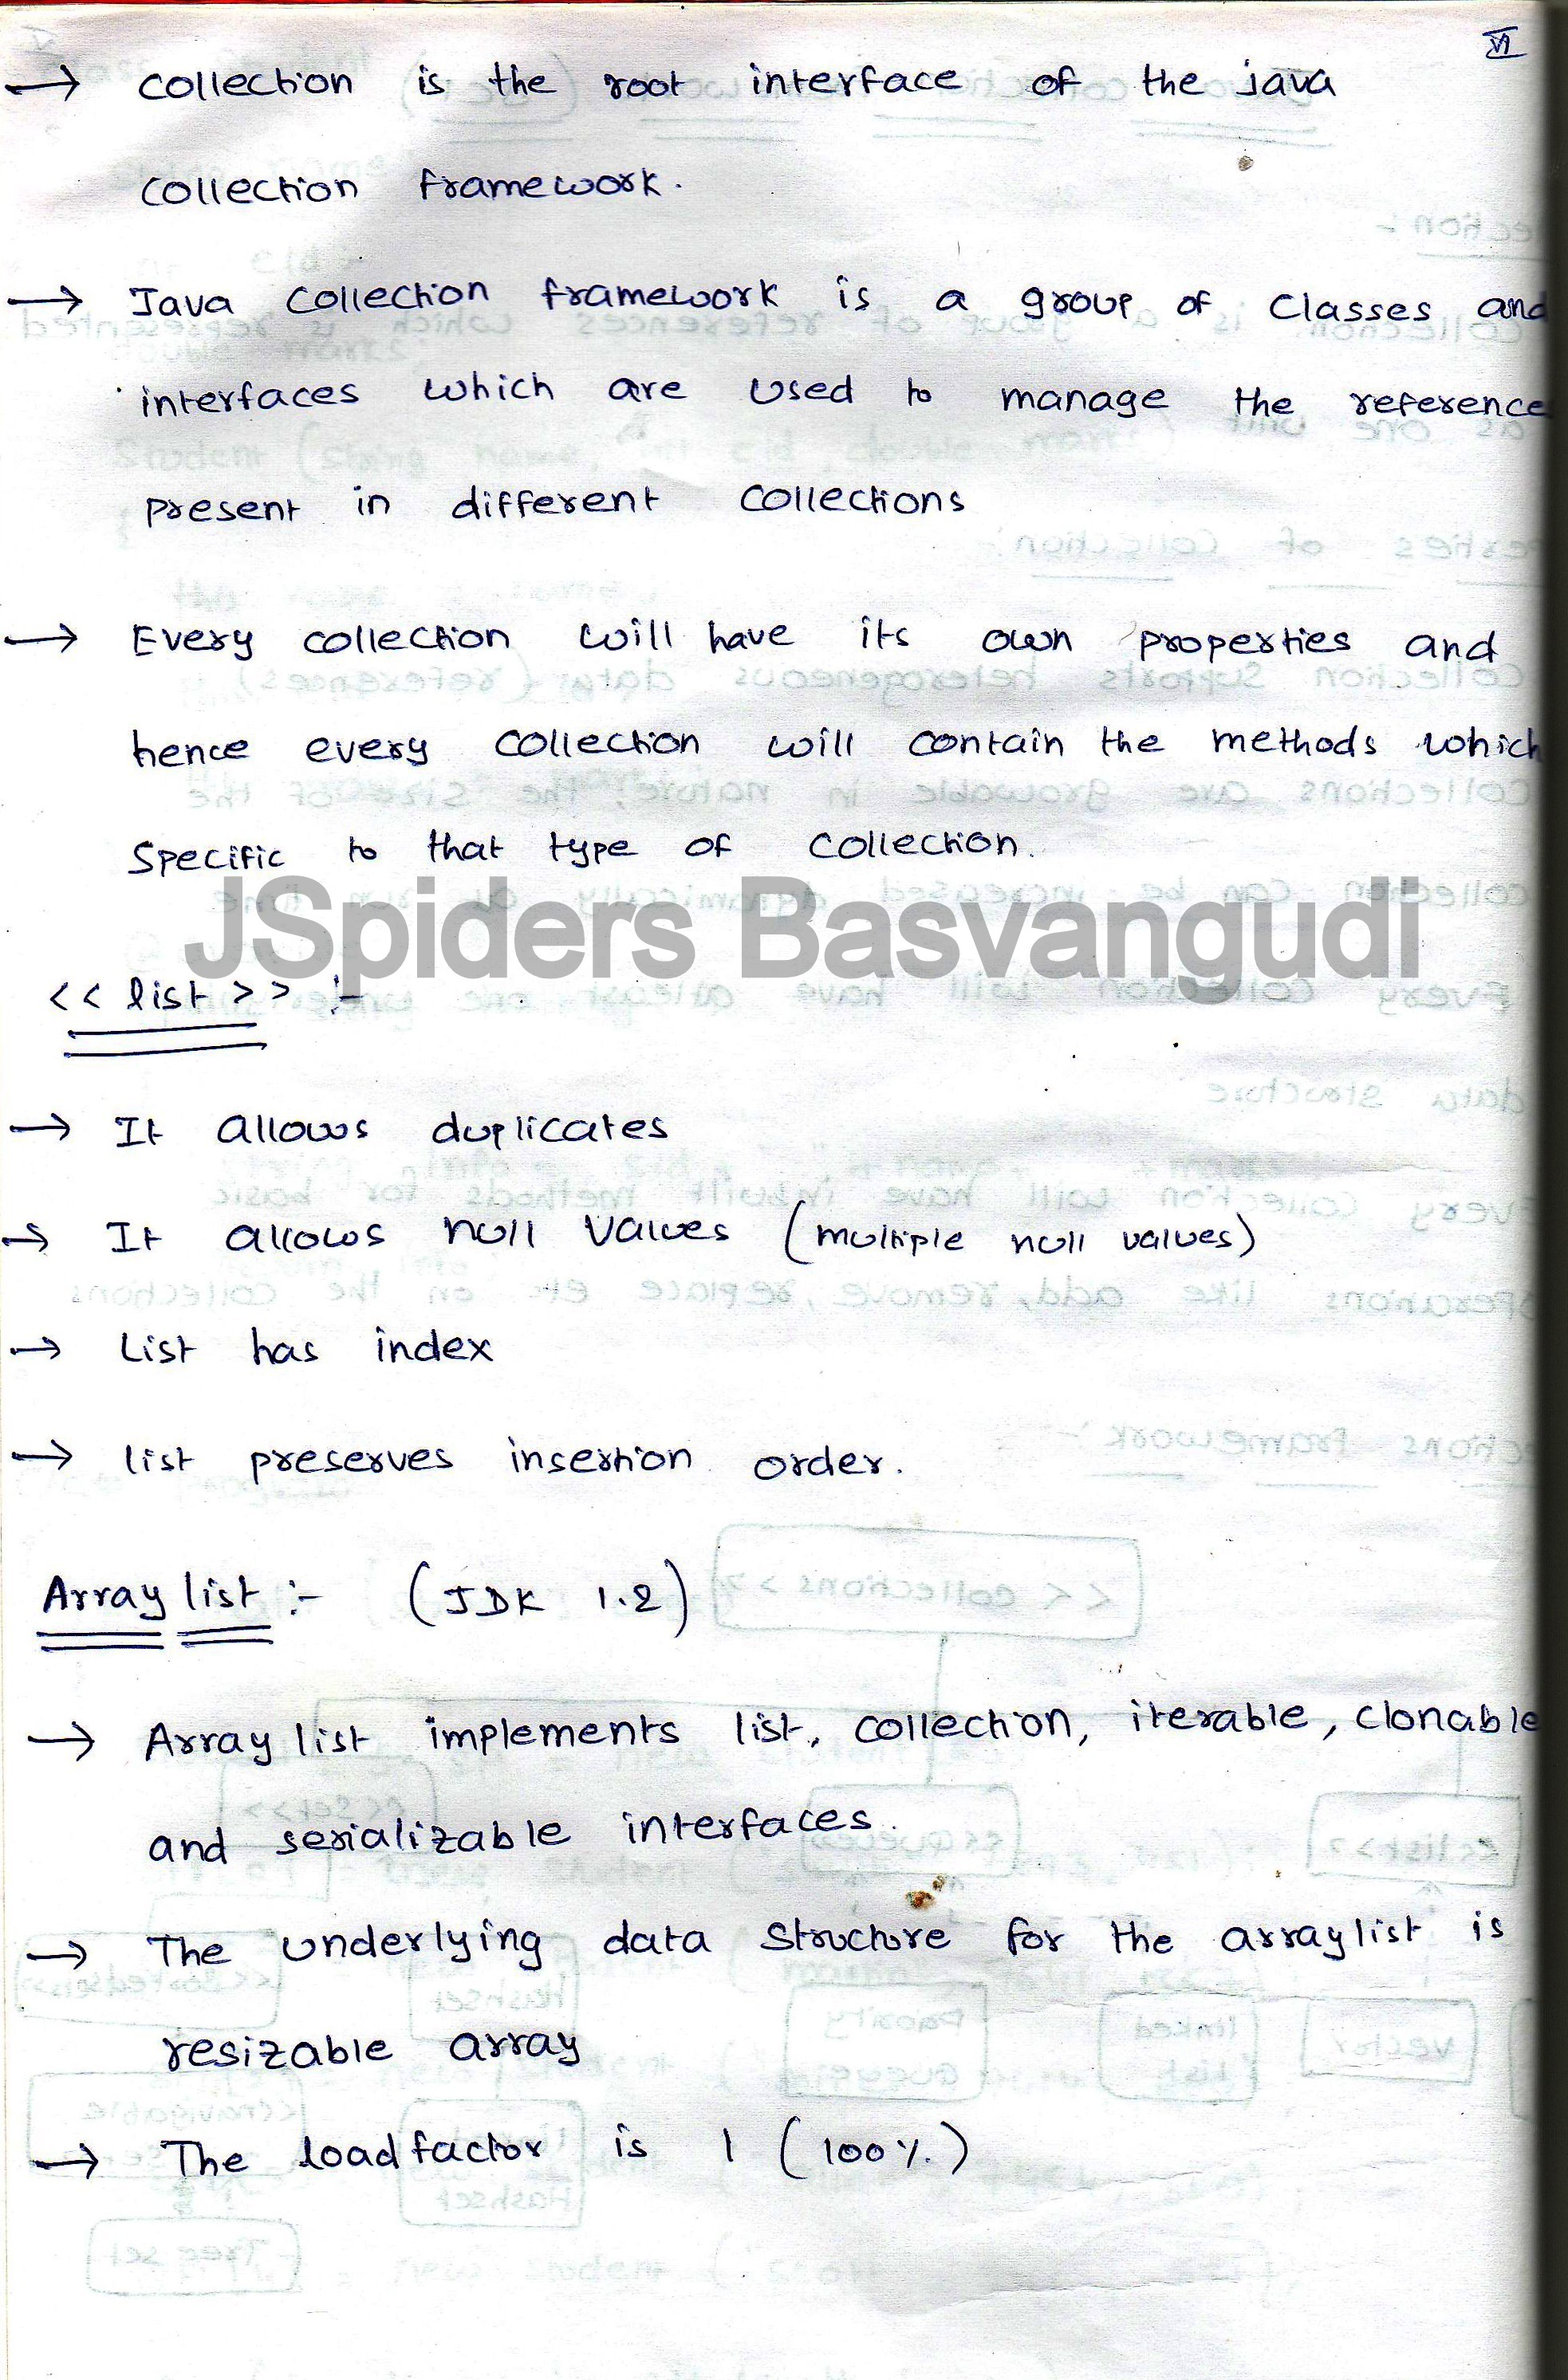 VI
→ collection is the root interface of the java
collection framework.
→ Java collection framework is a group of classes and
interfaces which are used to manage the reference
present in different collections
→ Every collection will have its own properties and
hence every collection will contain the methods which
specific to that type of collection.
JSpiders Basvangudi
<< list >> :-
→ It allows duplicates
→ It allows null values (multiple null values)
→ List has index
→ list preserves insertion order.
Array list :- (JDK 1.2)
→ Array list implements list, collection, iterable, clonable
and serializable interfaces.
→ The underlying data structure for the arraylist is
resizable array
→ The load factor is 1 (100%)